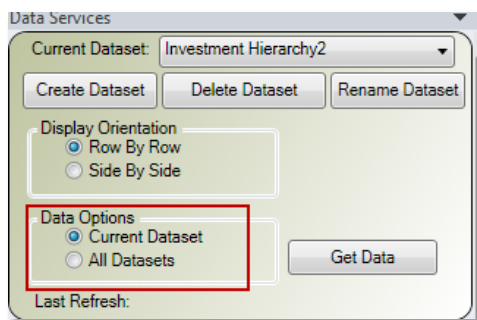 Data Services
Current Dataset: Investment Hierarchy2
Create Dataset Delete Dataset Rename Dataset
Display Orientation
Row By Row
Side By Side
Data Options
Current Dataset
All Datasets
Get Data
Last Refresh: